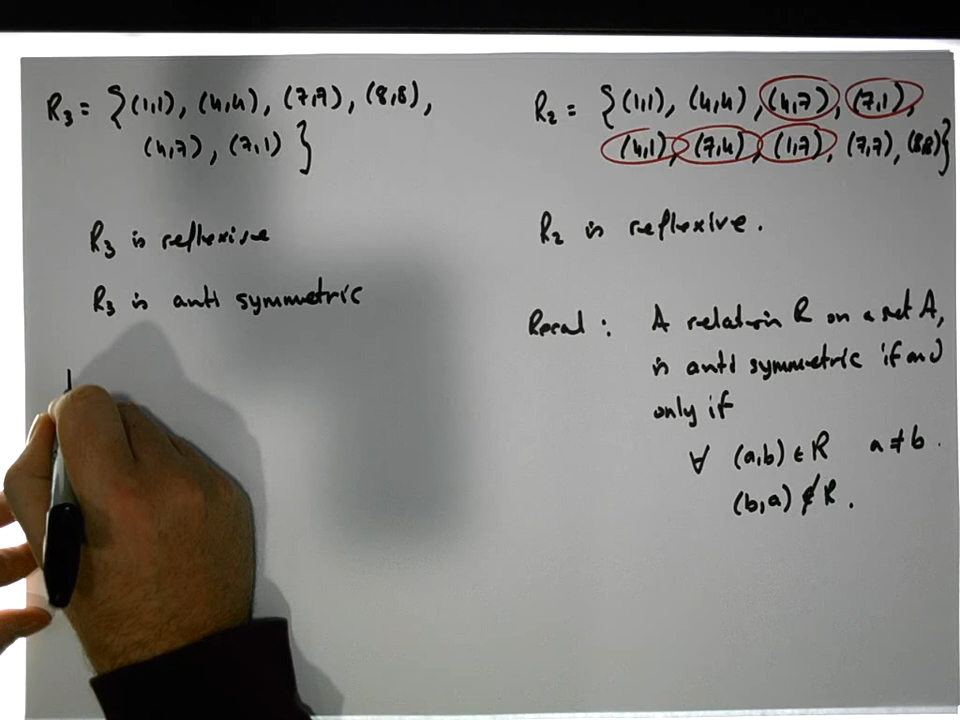 R3 = {(1,1), (4,4), (7,7), (8,8),
(4,7), (7,1)}
R3 is reflexive
R3 is anti symmetric
R2 = {(1,1), (4,4), (4,7), (7,1),
(4,1), (7,4), (1,7), (7,7), (8,8)}
R2 is reflexive.
Recal : A relation R on a set A,
is anti symmetric if and
only if
∀ (a,b) ∈ R a ≠ b.
(b,a) ∉ R.